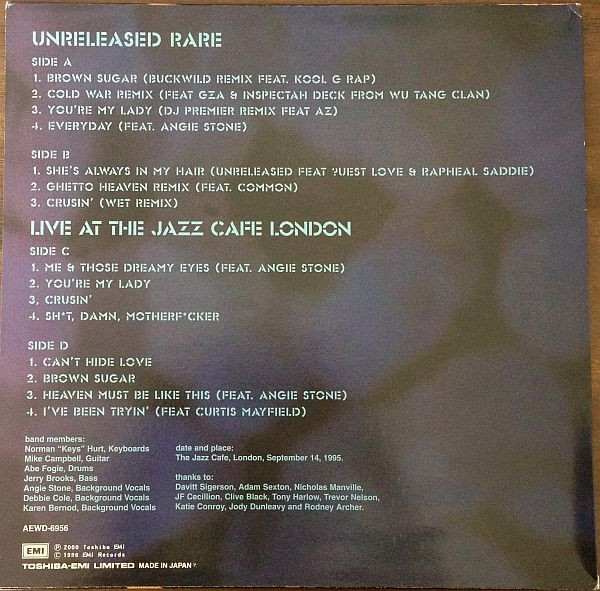 UNRELEASED RARE
SIDE A
1. BROWN SUGAR (BUCKWILD REMIX FEAT. KOOL G RAP)
2. COLD WAR REMIX (FEAT GZA & INSPECTAH DECK FROM WU TANG CLAN)
3. YOU'RE MY LADY (DJ PREMIER REMIX FEAT AZ)
4. EVERYDAY (FEAT. ANGIE STONE)
SIDE B
1. SHE'S ALWAYS IN MY HAIR (UNRELEASED FEAT ?UEST LOVE & RAPHEAL SADDIE)
2. GHETTO HEAVEN REMIX (FEAT. COMMON)
3. CRUSIN' (WET REMIX)
LIVE AT THE JAZZ CAFE LONDON
SIDE C
1. ME & THOSE DREAMY EYES (FEAT. ANGIE STONE)
2. YOU'RE MY LADY
3, CRUSIN'
4. SH*T, DAMN, MOTHERF*CKER
SIDE D
1. CAN'T HIDE LOVE
2. BROWN SUGAR
3. HEAVEN MUST BE LIKE THIS (FEAT. ANGIE STONE)
4. I'VE BEEN TRYIN' (FEAT CURTIS MAYFIELD)
band members:
Norman "Keys" Hurt, Keyboards
Mike Campbell, Guitar
Abe Fogie, Drums
Jerry Brooks, Bass
Angie Stone, Background Vocals
Debbie Cole, Background Vocals
Karen Bernod, Background Vocals
date and place:
The Jazz Cafe, London, September 14, 1995.
thanks to:
Davitt Sigerson, Adam Sexton, Nicholas Manville,
JF Cecillion, Clive Black, Tony Harlow, Trevor Nelson,
Katie Conroy, Jody Dunleavy and Rodney Archer.
AEWD-6956
EMI
℗ 2000 Toshiba EMI
© 1996 EMI Records
TOSHIBA-EMI LIMITED MADE IN JAPAN